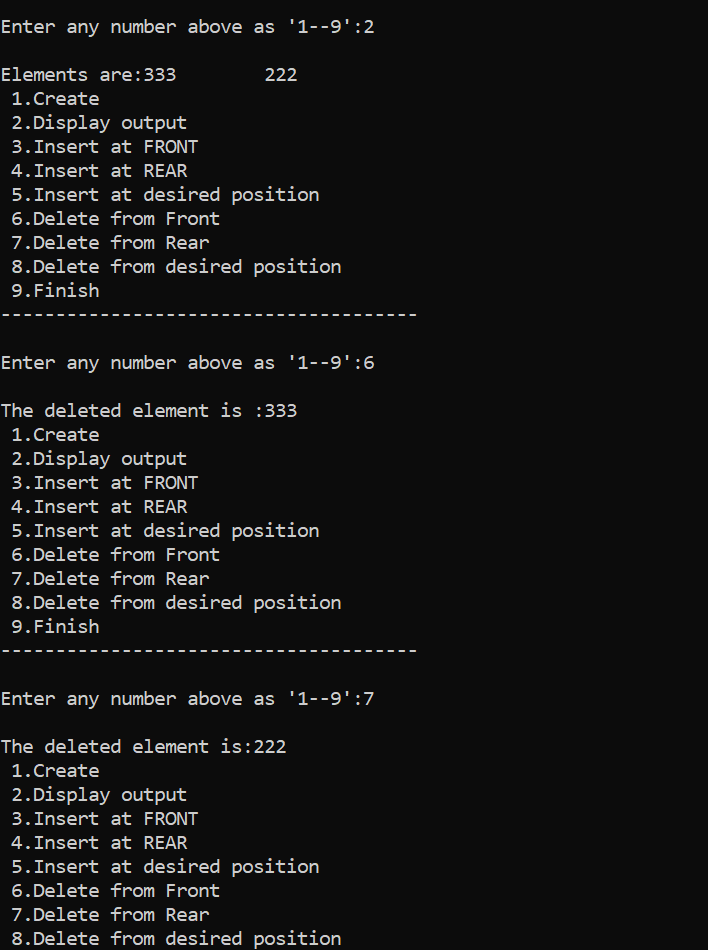 Enter any number above as '1--9':2
Elements are:333        222
1.Create
2.Display output
3.Insert at FRONT
4.Insert at REAR
5.Insert at desired position
6.Delete from Front
7.Delete from Rear
8.Delete from desired position
9.Finish
--------------------------------------
Enter any number above as '1--9':6
The deleted element is :333
1.Create
2.Display output
3.Insert at FRONT
4.Insert at REAR
5.Insert at desired position
6.Delete from Front
7.Delete from Rear
8.Delete from desired position
9.Finish
--------------------------------------
Enter any number above as '1--9':7
The deleted element is:222
1.Create
2.Display output
3.Insert at FRONT
4.Insert at REAR
5.Insert at desired position
6.Delete from Front
7.Delete from Rear
8.Delete from desired position